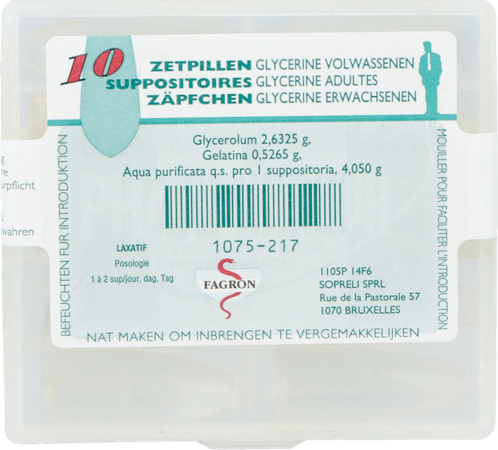 10
ZETPILLEN GLYCERINE VOLWASSENEN
SUPPOSITOIRES GLYCERINE ADULTES
ZÄPFCHEN GLYCERINE ERWACHSENEN
Glycerolum 2,6325 g,
Gelatina 0,5265 g,
Aqua purificata q.s. pro 1 suppositoria, 4,050 g
1075-217
LAXATIF
Posologie
1 à 2 sup/jour, dag, Tag
FAGRON
1105P 14F6
SOPRELI SPRL
Rue de la Pastorale 57
1070 BRUXELLES
NAT MAKEN OM INBRENGEN TE VERGEMAKKELIJKEN
BEFEUCHTEN FUR INTRODUKTION
MOUILLER POUR FACILITER L'INTRODUCTION
urpflicht
wahren